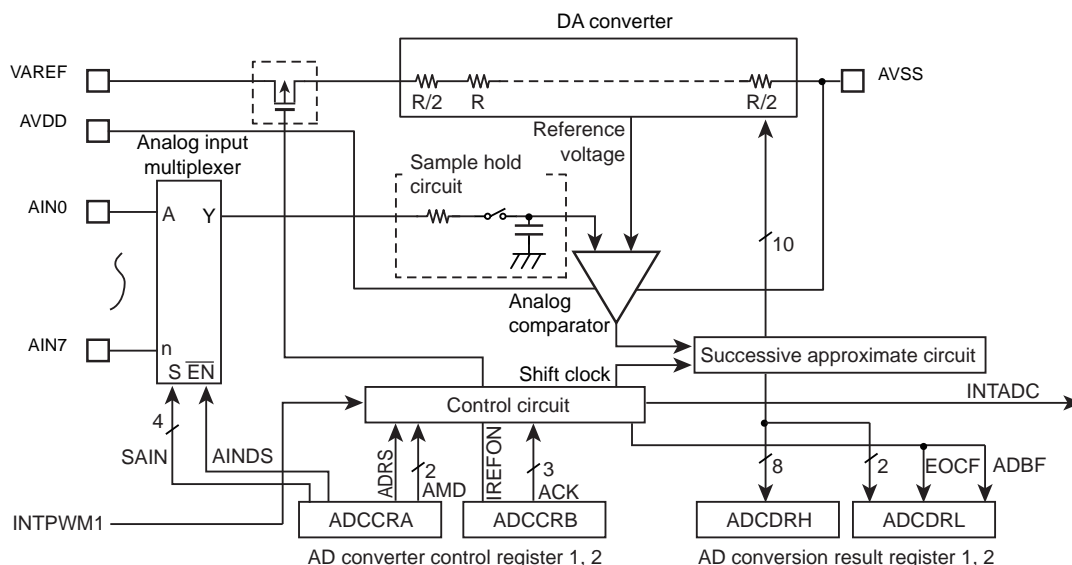 DA converter
VAREF
R/2
R
R/2
AVSS
AVDD
Analog input
multiplexer
Reference
voltage
Sample hold
circuit
AIN0
A
Y
10
Analog
comparator
AIN7
n
S
EN
Successive approximate circuit
Shift clock
INTADC
Control circuit
4
SAIN
AINDS
ADRS
2
AMD
IREFON
3
ACK
8
2
EOCF
ADBF
INTPWM1
ADCCRA
ADCCRB
ADCDRH
ADCDRL
AD converter control register 1, 2
AD conversion result register 1, 2